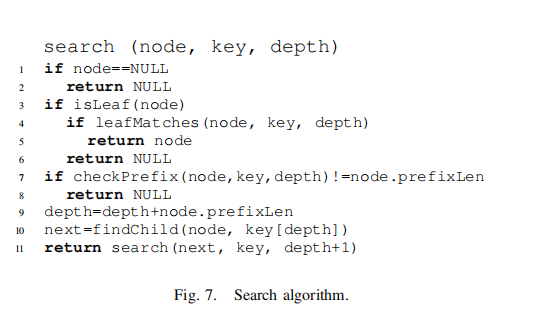 search (node, key, depth)
1 if node==NULL
2 return NULL
3 if isLeaf(node)
4 if leafMatches(node, key, depth)
5 return node
6 return NULL
7 if checkPrefix(node,key,depth)!=node.prefixLen
8 return NULL
9 depth=depth+node.prefixLen
10 next=findChild(node, key[depth])
11 return search(next, key, depth+1)
Fig. 7. Search algorithm.